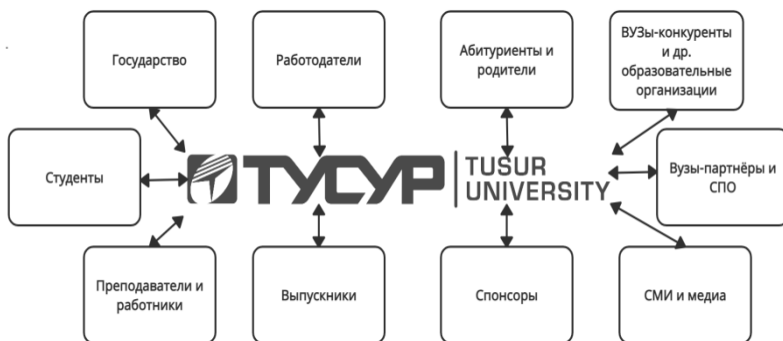 Государство
Работодатели
Абитуриенты и
родители
ВУЗы-конкуренты
и др.
образовательные
организации
Студенты
ТУСУР
TUSUR
UNIVERSITY
Вузы-партнёры и
СПО
Преподаватели и
работники
Выпускники
Спонсоры
СМИ и медиа